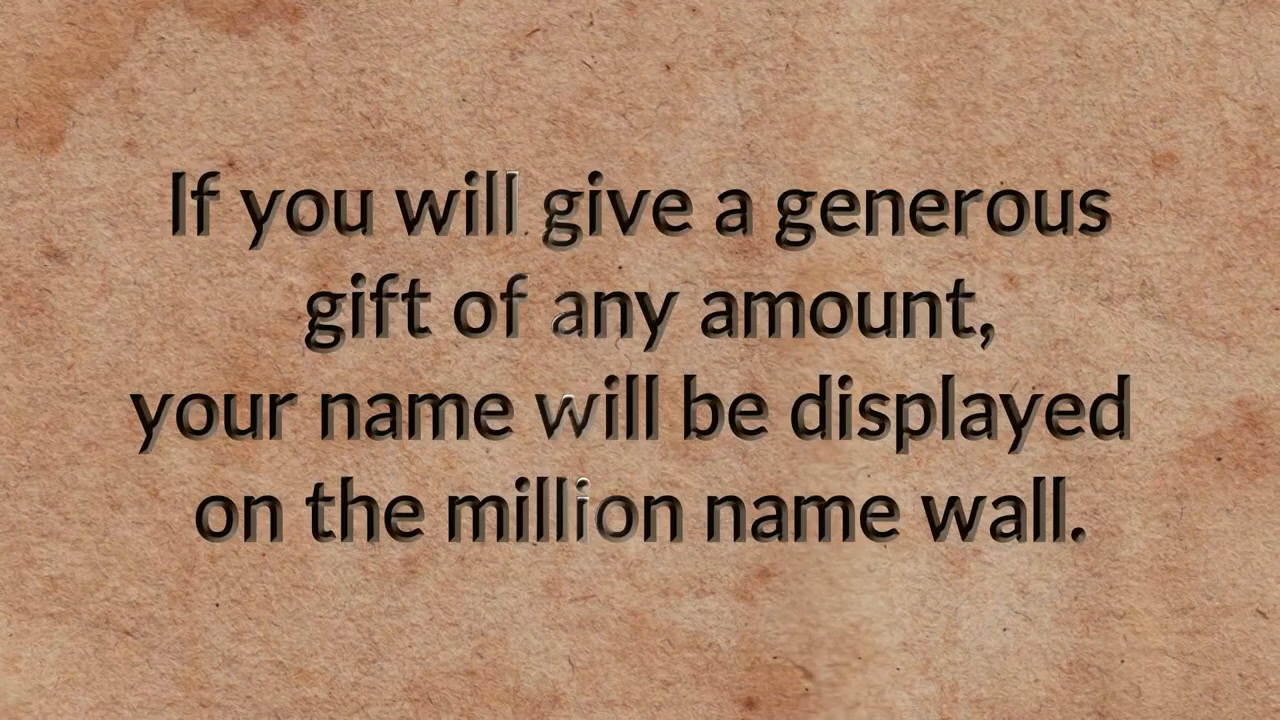 If you will give a generous
gift of any amount,
your name will be displayed
on the million name wall.